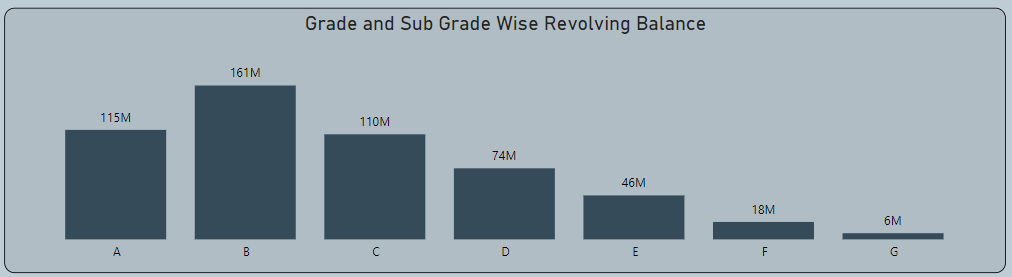 Grade and Sub Grade Wise Revolving Balance
161M
115M
110M
74M
46M
18M
6M
A B C D E F G